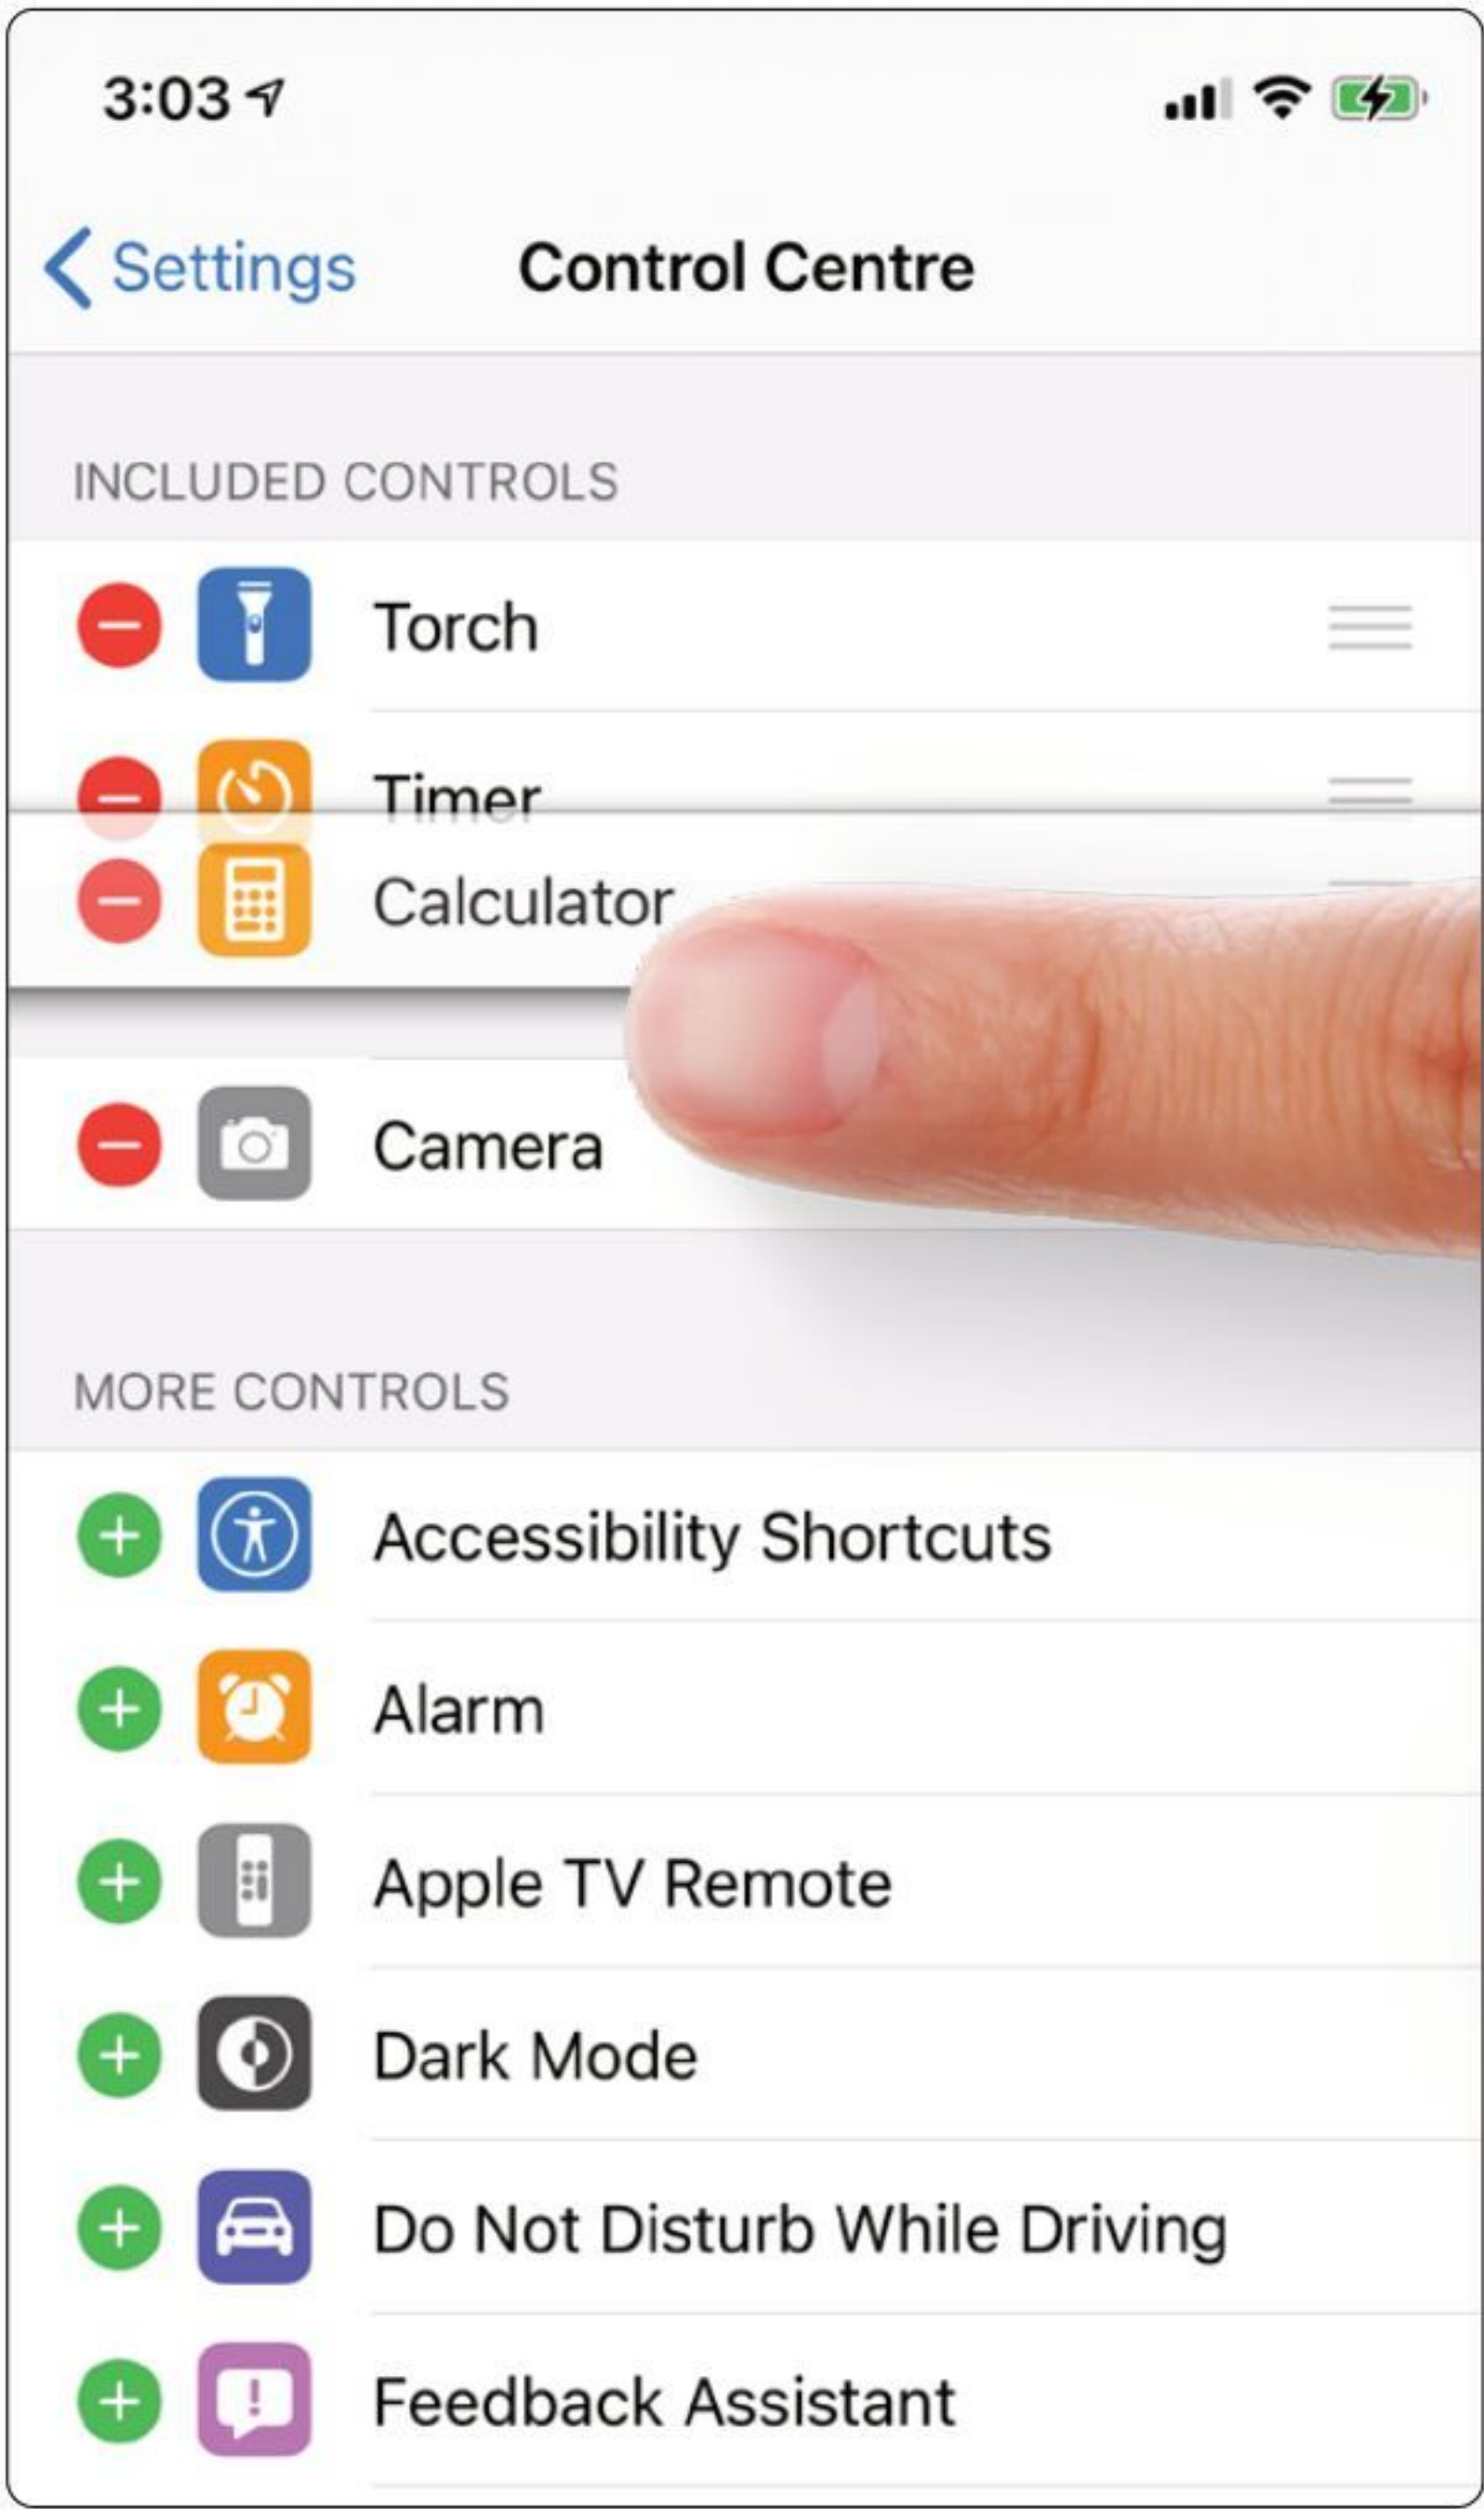 3:03
Settings
Control Centre
INCLUDED CONTROLS
Torch
Timer
Calculator
Camera
MORE CONTROLS
Accessibility Shortcuts
Alarm
Apple TV Remote
Dark Mode
Do Not Disturb While Driving
Feedback Assistant